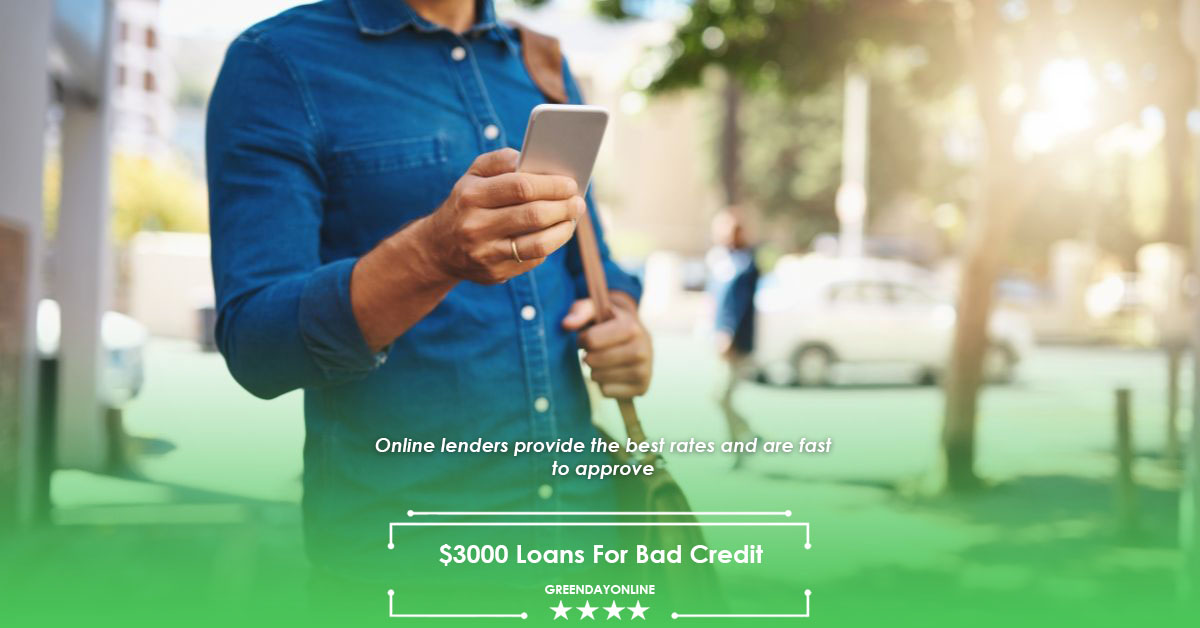 Online lenders provide the best rates and are fast
to approve
$3000 Loans For Bad Credit
GREENDAYONLINE